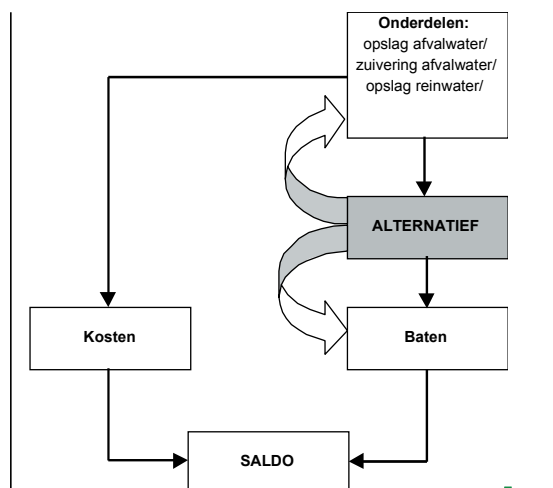 Onderdelen:
opslag afvalwater/
zuivering afvalwater/
opslag reinwater/
ALTERNATIEF
Kosten
Baten
SALDO